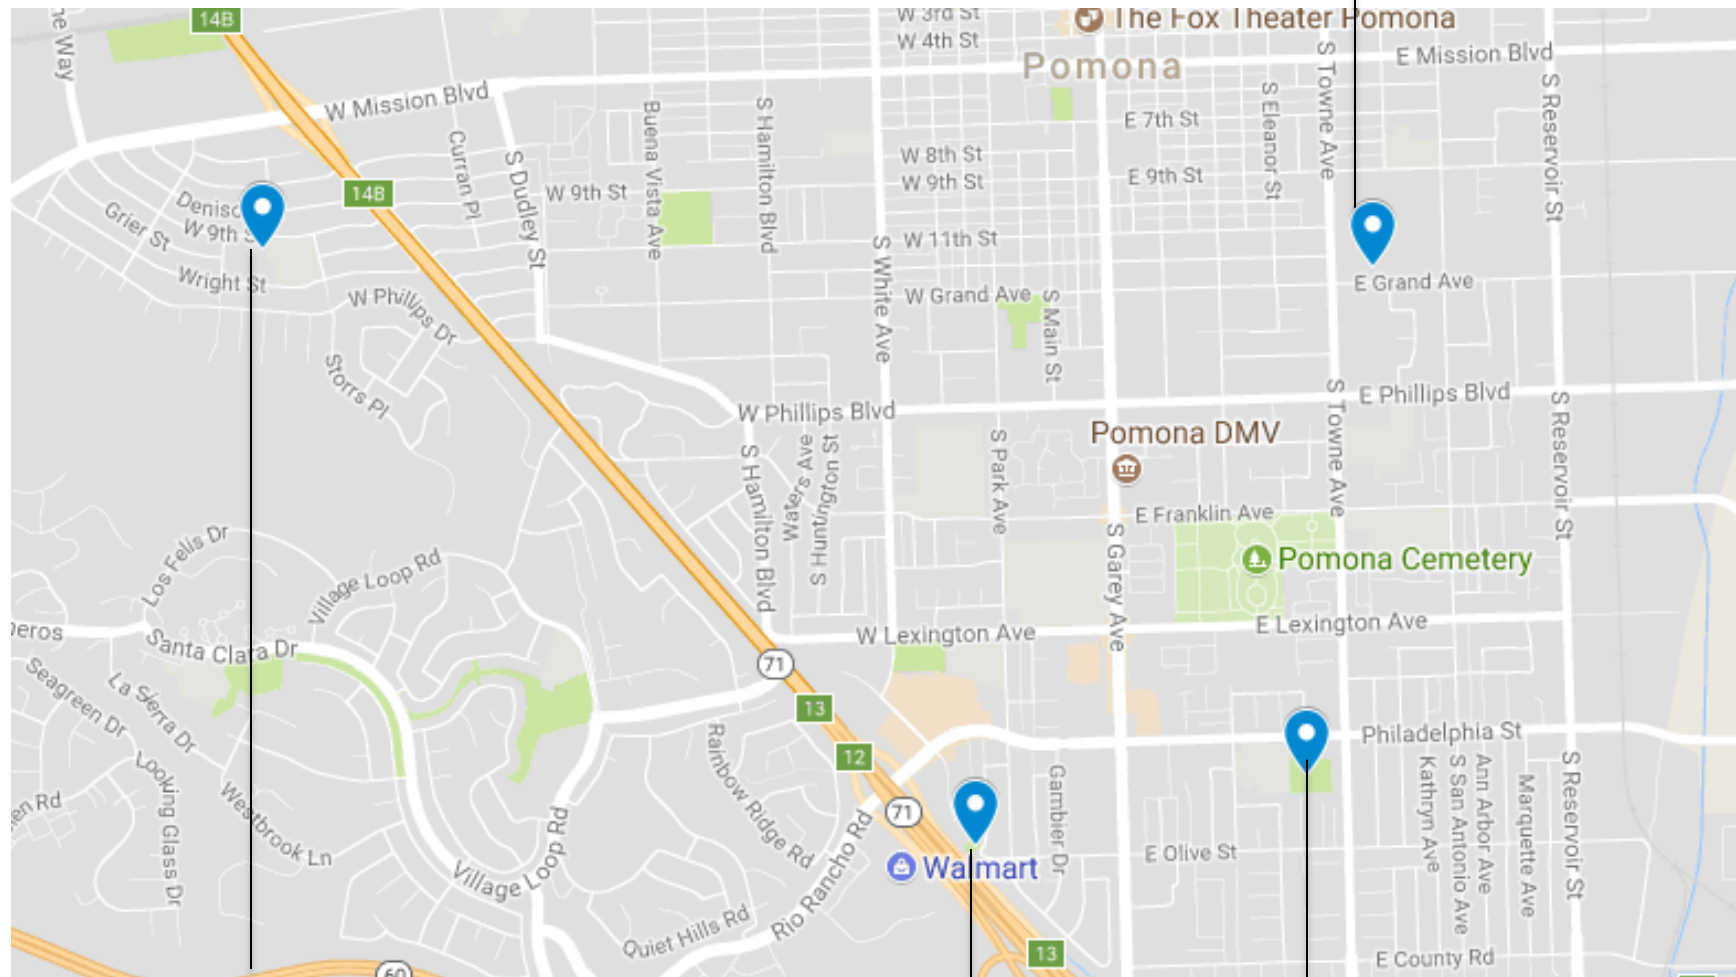 14B
W 3rd St
The Fox Theater Pomona
W 4th St
E Mission Blvd
Pomona
W Mission Blvd
S Reservoir St
S Towne Ave
S Eleanor St
Buena Vista Ave
S Hamilton Blvd
E 7th St
Curran Pl
S Dudley St
W 8th St
W 9th St
E 9th St
14B
W 9th St
Grier St
W 11th St
S White Ave
Wright St
E Grand Ave
W Phillips Dr
W Grand Ave
S Main St
Storrs Pl
S Towne Ave
E Phillips Blvd
S Reservoir St
W Phillips Blvd
Pomona DMV
S Park Ave
S Hamilton Blvd
Waters Ave
S Huntington St
E Franklin Ave
S Garey Ave
Los Felis Dr
Pomona Cemetery
Village Loop Rd
W Lexington Ave
E Lexington Ave
Santa Clara Dr
71
Seagreen Dr
La Sierra Dr
13
Philadelphia St
Rainbow Ridge Rd
12
Looking Glass Dr
Westbrook Ln
Gambier Dr
Kathryn Ave
S San Antonio Ave
Ann Arbor Ave
Marquette Ave
S Reservoir St
71
Rio Rancho Rd
Village Loop Rd
Walmart
E Olive St
Quiet Hills Rd
13
E County Rd
60